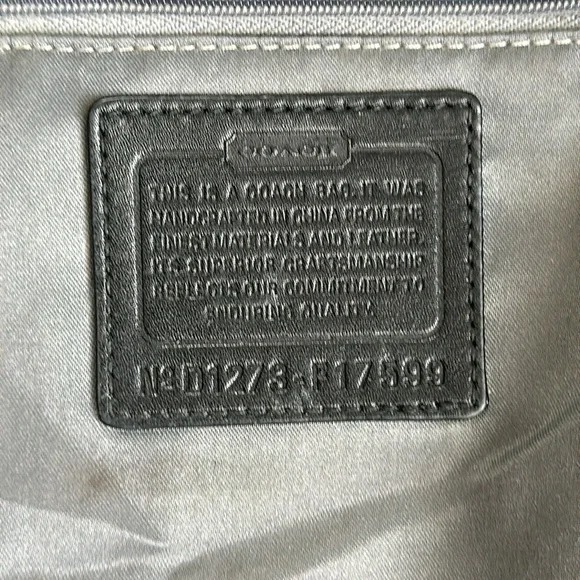 COACH
THIS IS A COACH BAG. IT WAS
HANDCRAFTED IN CHINA FROM THE
FINEST MATERIALS AND LEATHER.
ITS SUPERIOR CRAFTSMANSHIP
REFLECTS OUR COMMITMENT TO
ENDURING QUALITY.
Nº D1273-F17599